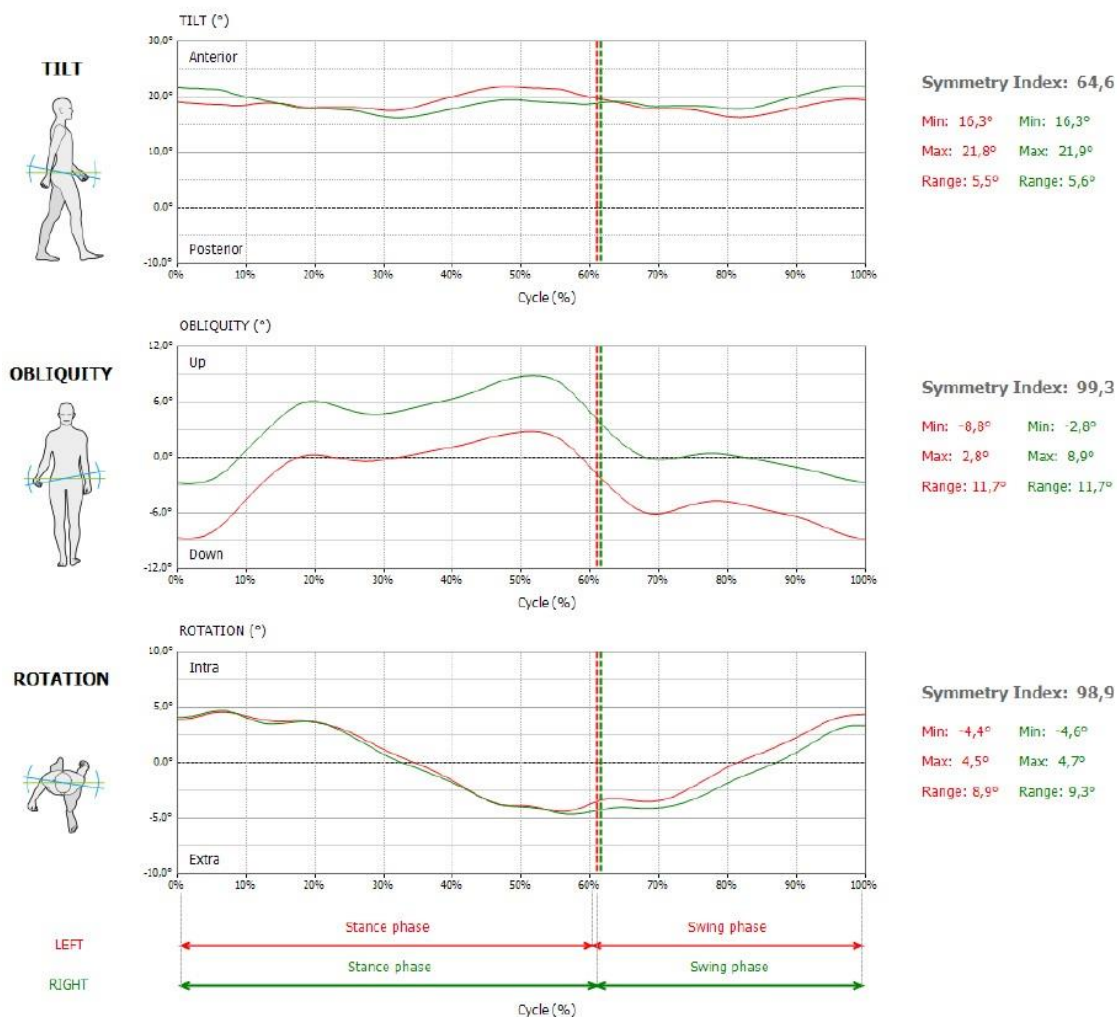 TILT (°)
TILT
30,0°
Anterior
20,0°
10,0°
0,0°
Posterior
-10,0°
0% 10% 20% 30% 40% 50% 60% 70% 80% 90% 100%
Cycle (%)
Symmetry Index: 64,6
Min: 16,3° Min: 16,3°
Max: 21,8° Max: 21,9°
Range: 5,5° Range: 5,6°
OBLIQUITY (°)
OBLIQUITY
12,0°
Up
6,0°
0,0°
-6,0°
Down
-12,0°
0% 10% 20% 30% 40% 50% 60% 70% 80% 90% 100%
Cycle (%)
Symmetry Index: 99,3
Min: -8,8° Min: -2,8°
Max: 2,8° Max: 8,9°
Range: 11,7° Range: 11,7°
ROTATION (°)
ROTATION
10,0°
Intra
5,0°
0,0°
-5,0°
Extra
-10,0°
0% 10% 20% 30% 40% 50% 60% 70% 80% 90% 100%
Symmetry Index: 98,9
Min: -4,4° Min: -4,6°
Max: 4,5° Max: 4,7°
Range: 8,9° Range: 9,3°
LEFT Stance phase Swing phase
RIGHT Stance phase Swing phase
Cycle (%)